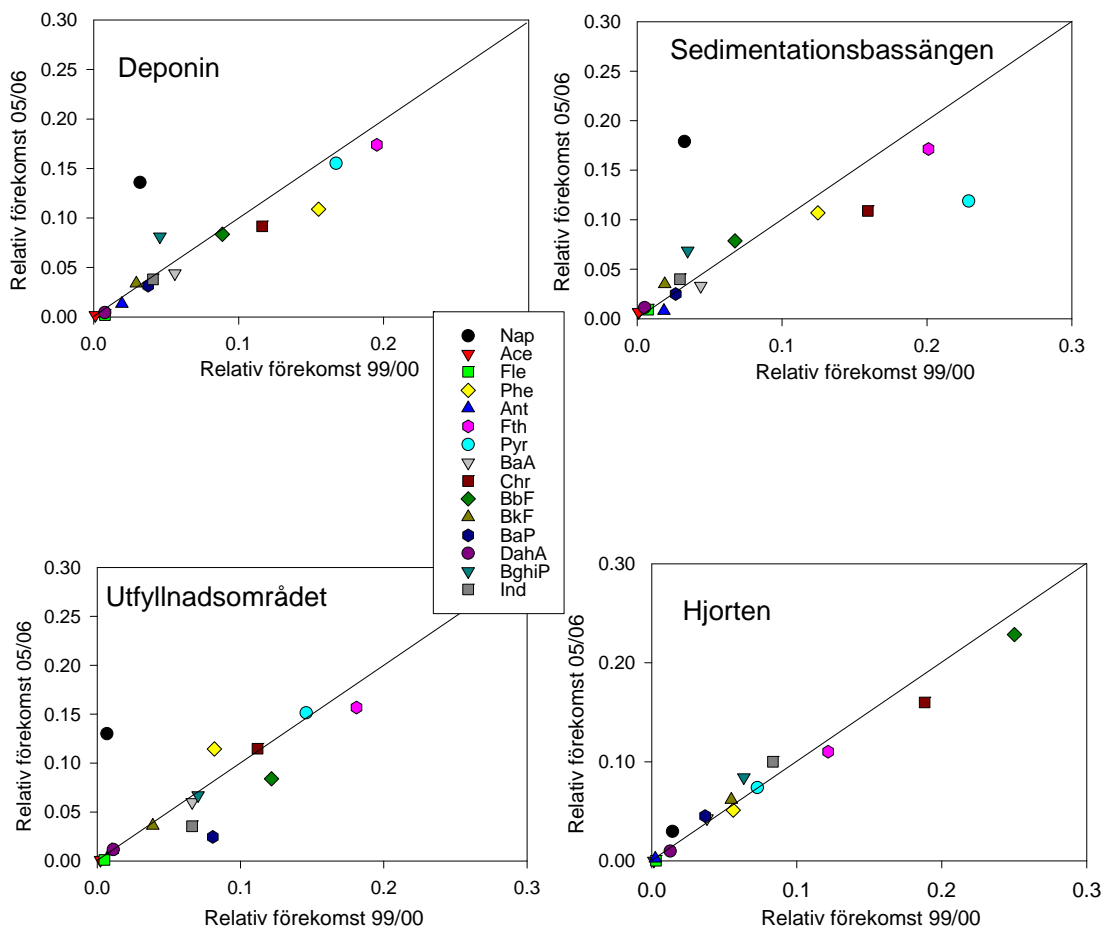 0.30
0.25
0.20
0.15
0.10
0.05
0.00
Relativ förekomst 05/06
Deponin
0.0
0.1
0.2
Relativ förekomst 99/00
0.30
0.25
0.20
0.15
0.10
0.05
0.00
Relativ förekomst 05/06
Sedimentationsbassängen
0.0
0.1
0.2
0.3
Relativ förekomst 99/00
Nap
Ace
Fle
Phe
Ant
Fth
Pyr
BaA
Chr
BbF
BkF
BaP
DahA
BghiP
Ind
0.30
0.25
0.20
0.15
0.10
0.05
0.00
Relativ förekomst 05/06
Utfyllnadsområdet
0.0
0.1
0.2
0.3
Relativ förekomst 99/00
0.30
0.25
0.20
0.15
0.10
0.05
0.00
Relativ förekomst 05/06
Hjorten
0.0
0.1
0.2
0.3
Relativ förekomst 99/00